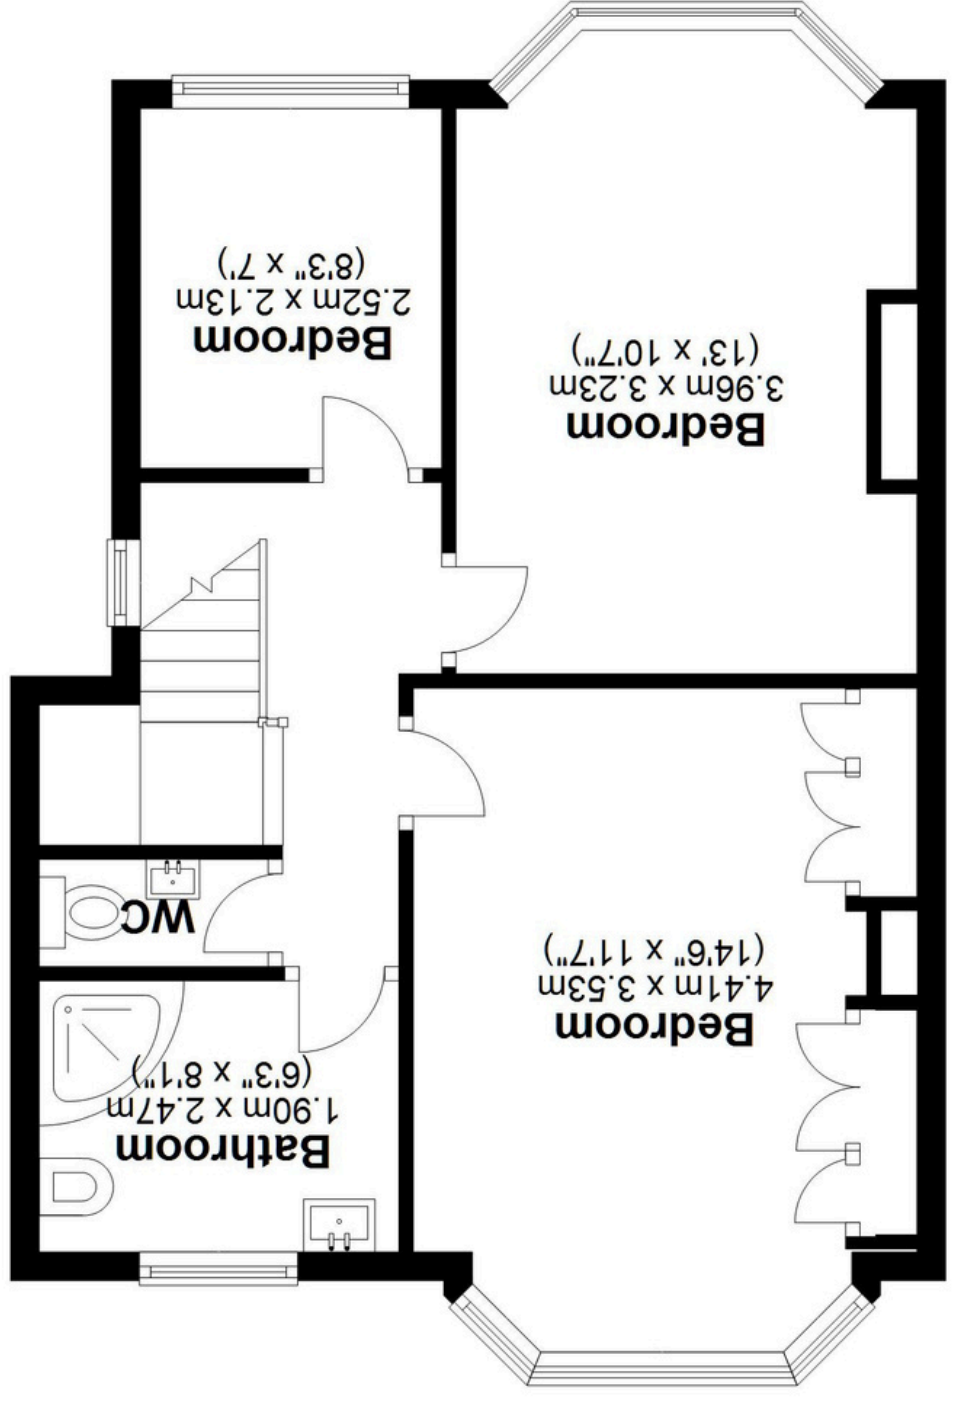 Bathroom
1.90m x 2.47m
(6'3" x 8'1")
Bedroom
4.41m x 3.53m
(14'6" x 11'7")
WC
Bedroom
3.96m x 3.23m
(13' x 10'7")
Bedroom
2.52m x 2.13m
(8'3" x 7')